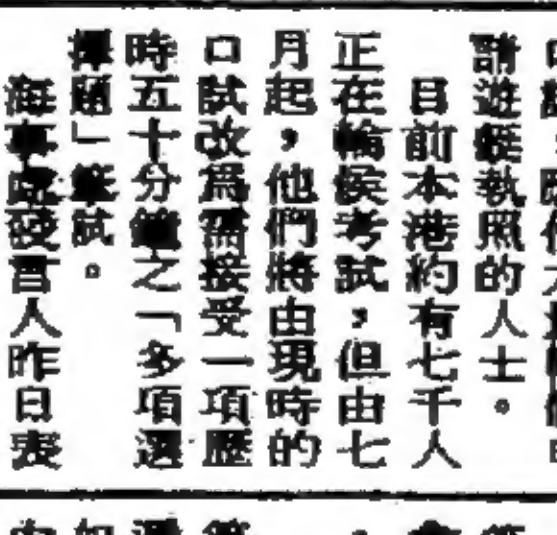 請遊艇執照的人士。
目前本港約有七千人
正在輪侯考試，但由七
月起，他們將由現時的
口試改爲需接受一項歷
時五十分鐘之「多項選
擇題」筆試。
海事處發言人昨日表